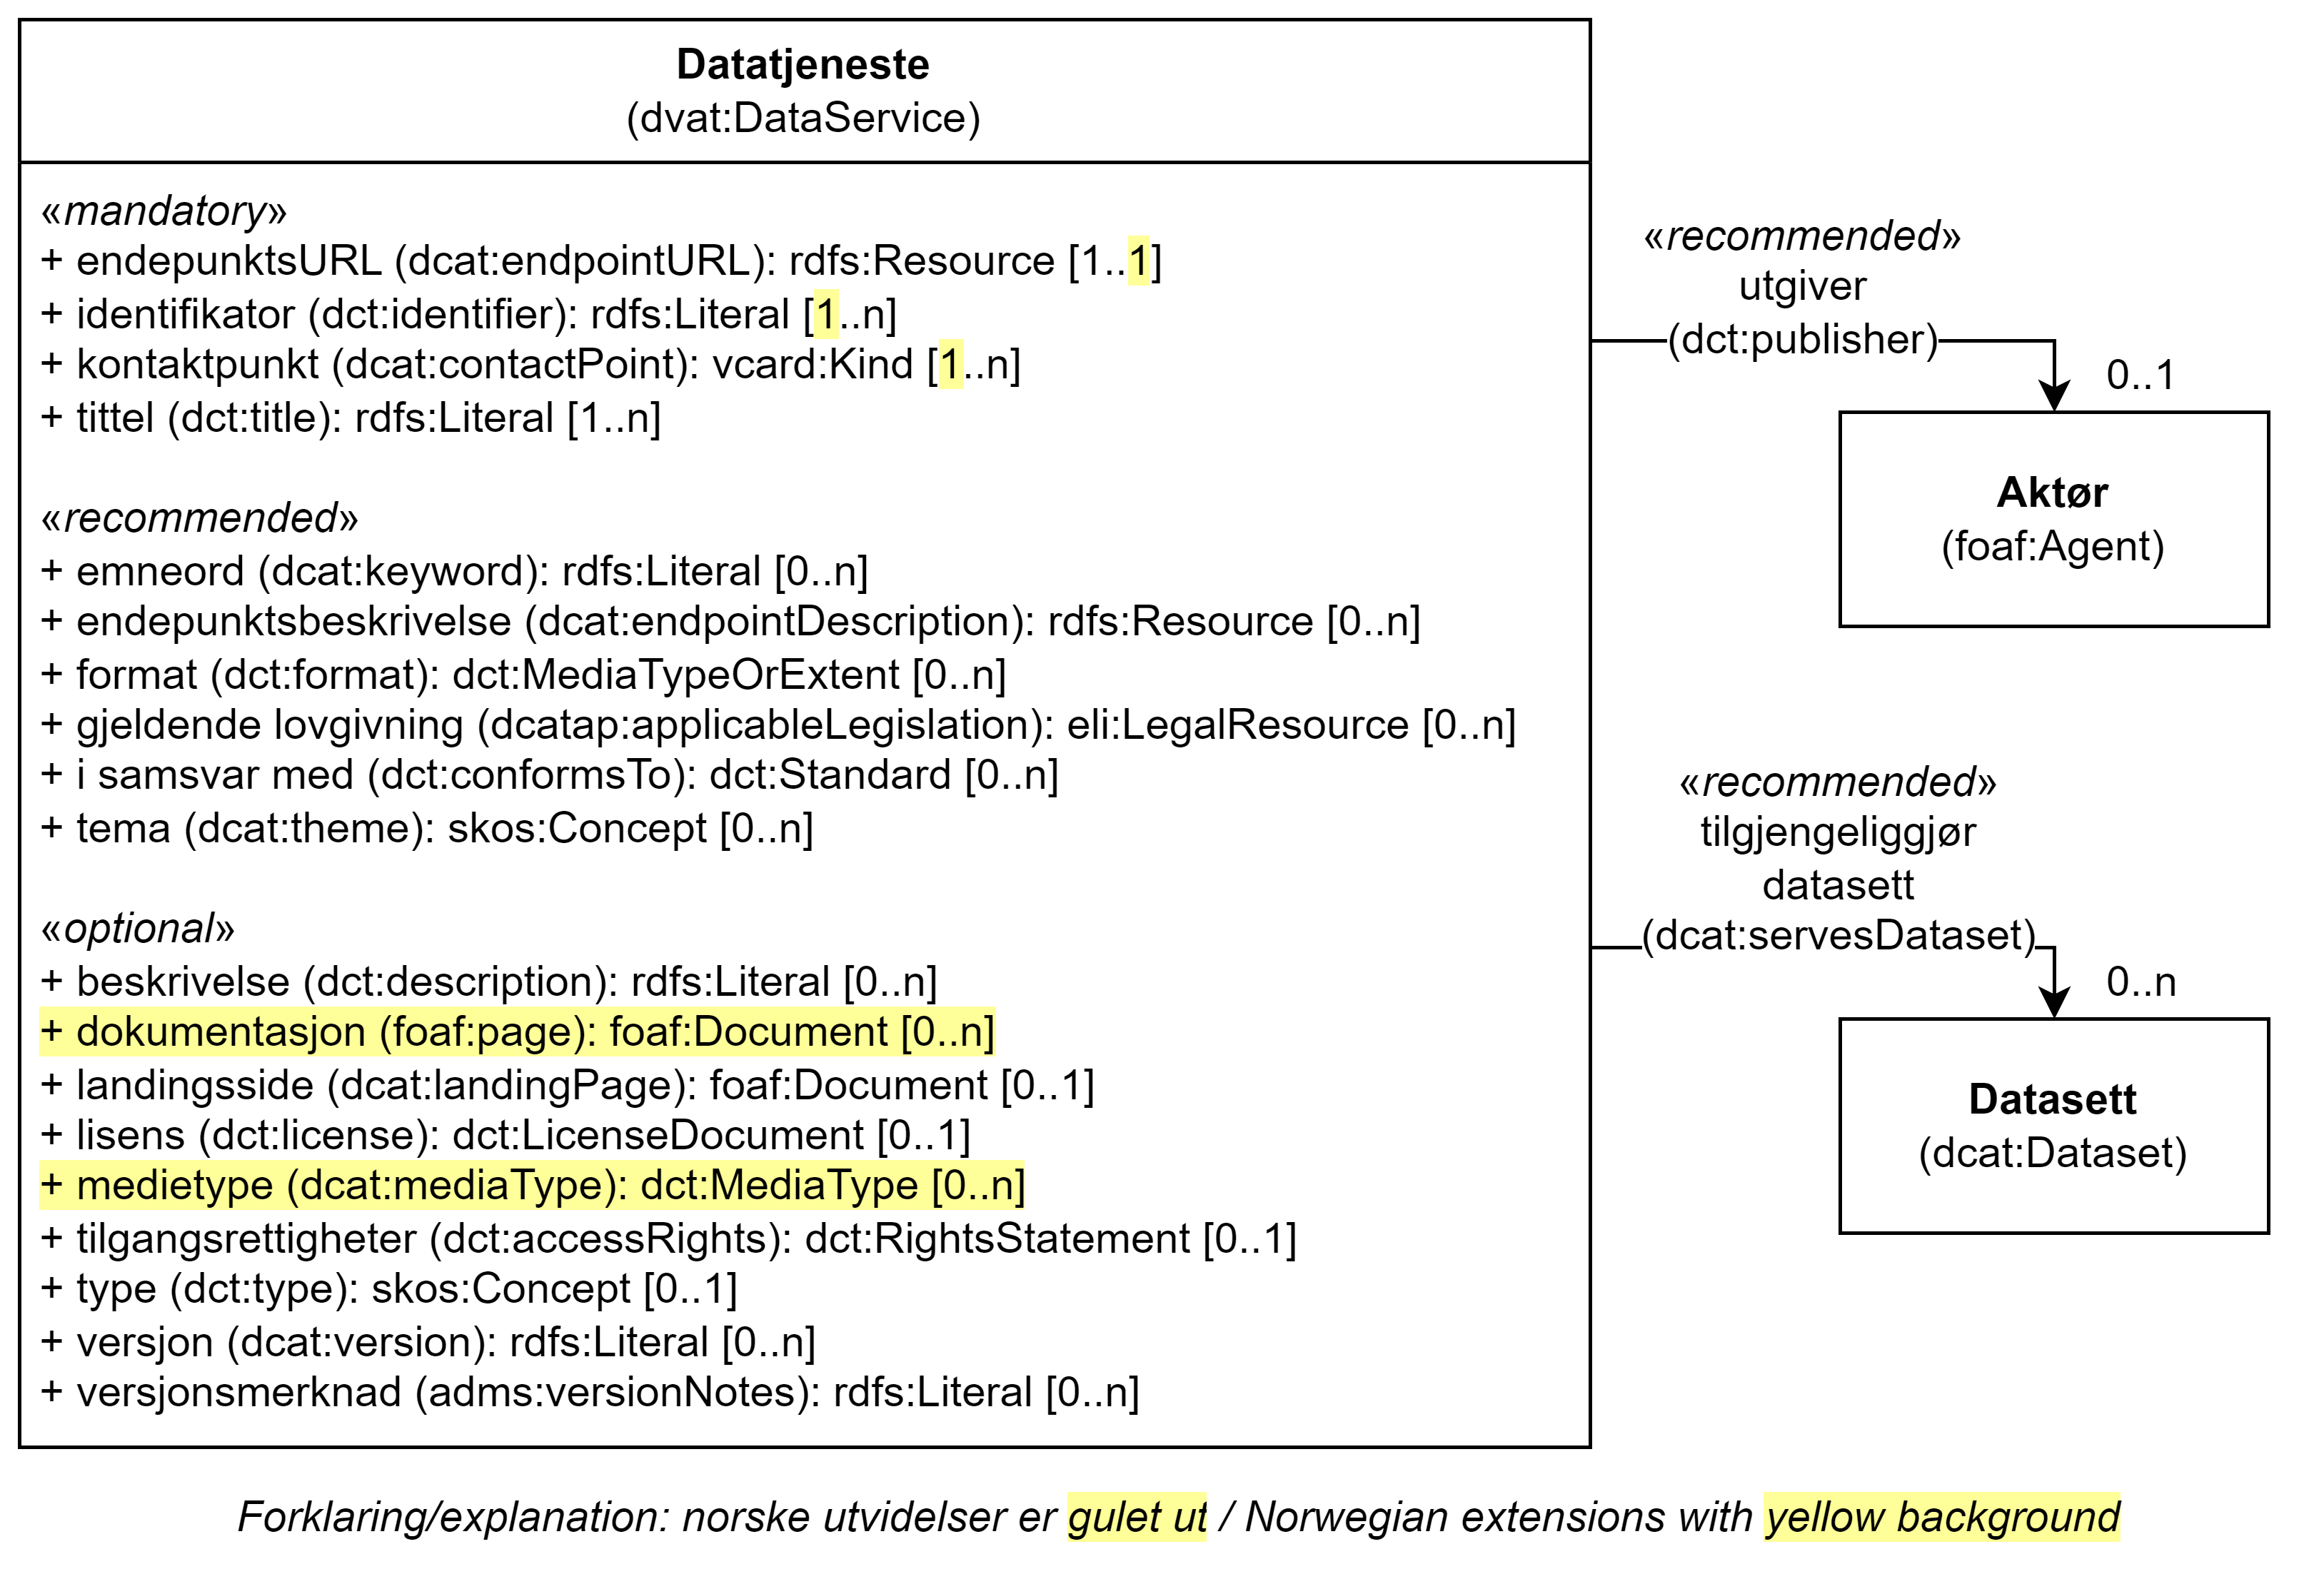 Datatjeneste
(dvat:DataService)
«mandatory»
+ endepunktsURL (dcat:endpointURL): rdfs:Resource [1..1]
+ identifikator (dct:identifier): rdfs:Literal [1..n]
+ kontaktpunkt (dcat:contactPoint): vcard:Kind [1..n]
+ tittel (dct:title): rdfs:Literal [1..n]
«recommended»
+ emneord (dcat:keyword): rdfs:Literal [0..n]
+ endepunktsbeskrivelse (dcat:endpointDescription): rdfs:Resource [0..n]
+ format (dct:format): dct:MediaTypeOrExtent [0..n]
+ gjeldende lovgivning (dcatap:applicableLegislation): eli:LegalResource [0..n]
+ i samsvar med (dct:conformsTo): dct:Standard [0..n]
+ tema (dcat:theme): skos:Concept [0..n]
«optional»
+ beskrivelse (dct:description): rdfs:Literal [0..n]
+ dokumentasjon (foaf:page): foaf:Document [0..n]
+ landingsside (dcat:landingPage): foaf:Document [0..1]
+ lisens (dct:license): dct:LicenseDocument [0..1]
+ medietype (dcat:mediaType): dct:MediaType [0..n]
+ tilgangsrettigheter (dct:accessRights): dct:RightsStatement [0..1]
+ type (dct:type): skos:Concept [0..1]
+ versjon (dcat:version): rdfs:Literal [0..n]
+ versjonsmerknad (adms:versionNotes): rdfs:Literal [0..n]
«recommended»
utgiver
(dct:publisher)
0..1
Aktør
(foaf:Agent)
«recommended»
tilgjengeliggjør
datasett
(dcat:servesDataset)
0..n
Datasett
(dcat:Dataset)
Forklaring/explanation: norske utvidelser er gulet ut / Norwegian extensions with yellow background